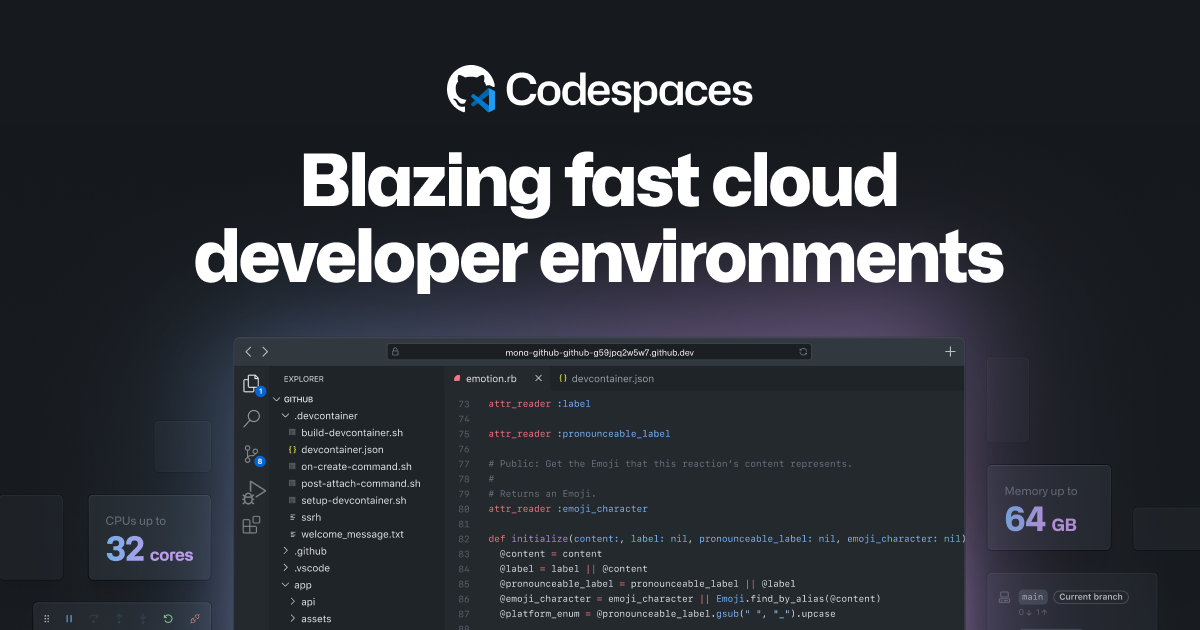 Codespaces
Blazing fast cloud
developer environments
mona-github-github-g59jpq2w5w7.github.dev
1
8
EXPLORER
GITHUB
.devcontainer
build-devcontainer.sh
{} devcontainer.json
on-create-command.sh
post-attach-command.sh
setup-devcontainer.sh
ssrh
welcome_message.txt
.github
.vscode
app
api
assets
emotion.rb
{} devcontainer.json
73 attr_reader :label
74
75 attr_reader :pronounceable_label
76
77 # Public: Get the Emoji that this reaction's content represents.
78 #
79 # Returns an Emoji.
80 attr_reader :emoji_character
81
82 def initialize(content:, label: nil, pronounceable_label: nil, emoji_character: nil)
83 @content = content
84 @label = label || @content
85 @pronounceable_label = pronounceable_label || @label
86 @emoji_character = emoji_character || Emoji.find_by_alias(@content)
87 @platform_enum = @pronounceable_label.gsub(" ", "_").upcase
88
CPUs up to
32 cores
Memory up to
64 GB
main Current branch
0↓ 1↑